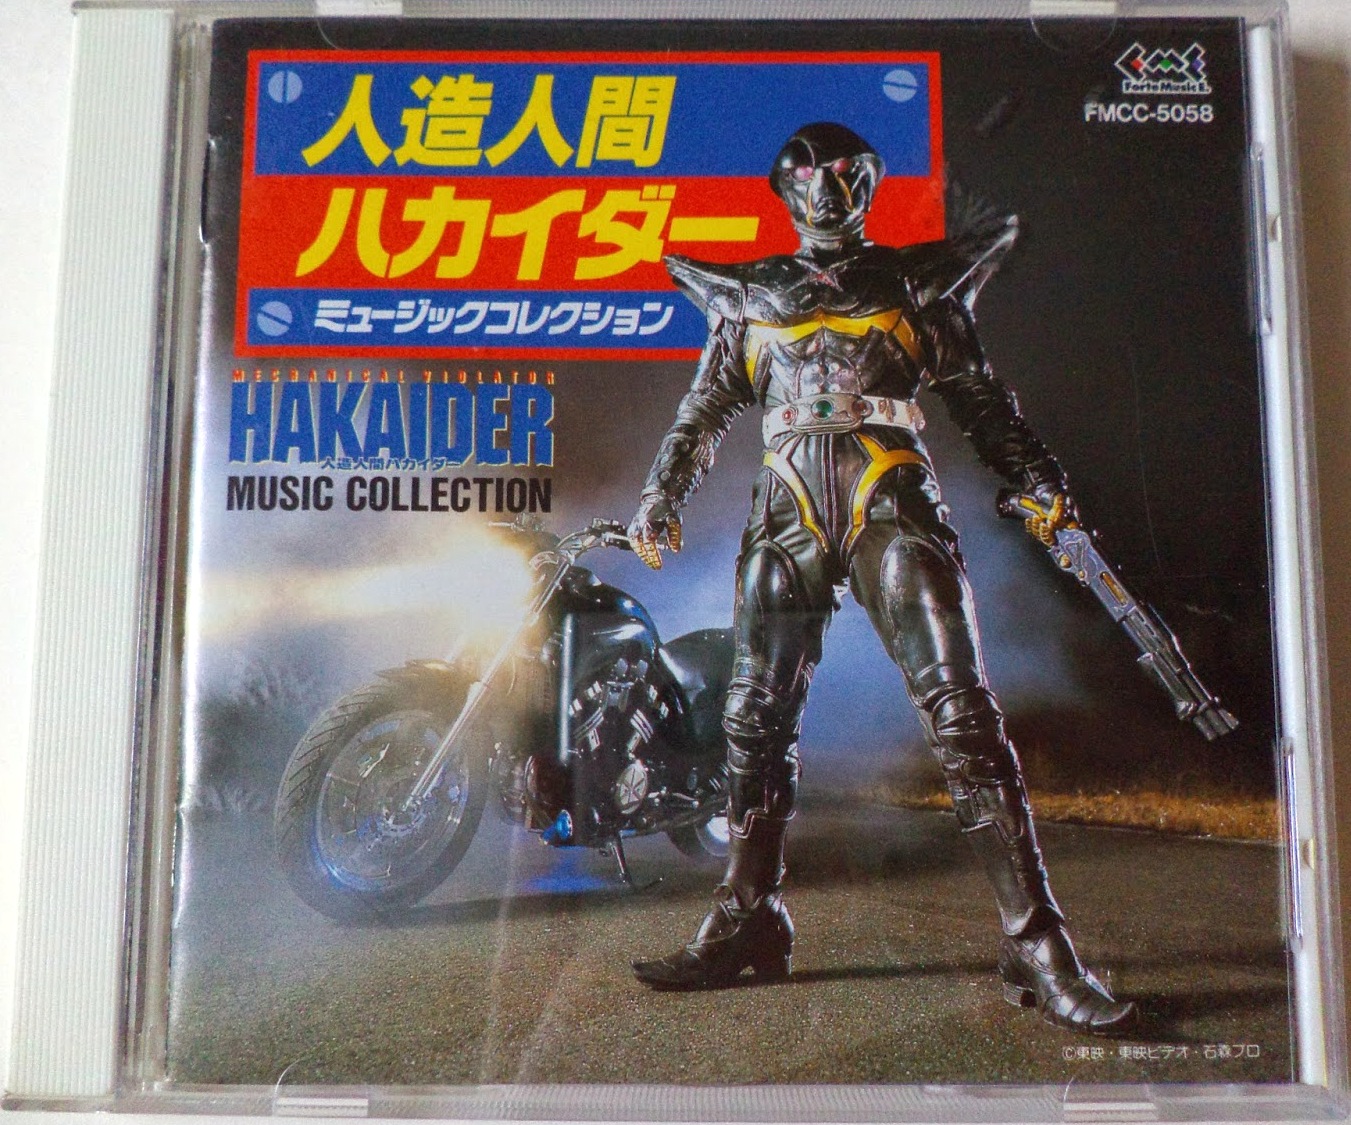 人造人間
ハカイダー
ミュージックコレクション
MECHANICAL VIOLATOR
HAKAIDER
人造人間ハカイダー
MUSIC COLLECTION
fmE
Forte Music E.
FMCC-5058
©東映・東映ビデオ・石森プロ